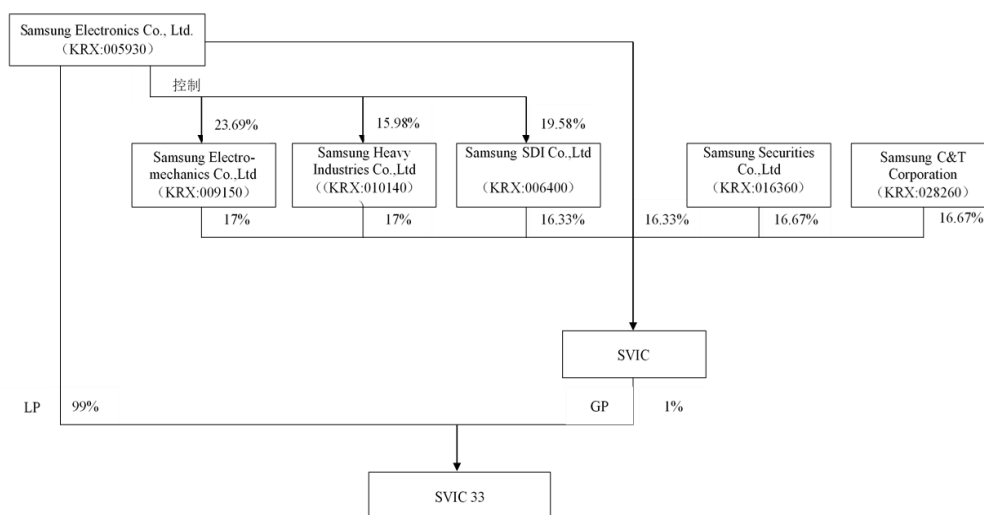 Samsung Electronics Co., Ltd.
（KRX:005930）
控制
23.69%
15.98%
19.58%
Samsung Electro-
mechanics Co.,Ltd
（KRX:009150）
Samsung Heavy
Industries Co.,Ltd
（(KRX:010140）
Samsung SDI Co.,Ltd
（KRX:006400）
Samsung Securities
Co.,Ltd
（KRX:016360）
Samsung C&T
Corporation
（KRX:028260）
17%
17%
16.33%
16.33%
16.67%
16.67%
SVIC
LP
99%
GP
1%
SVIC 33